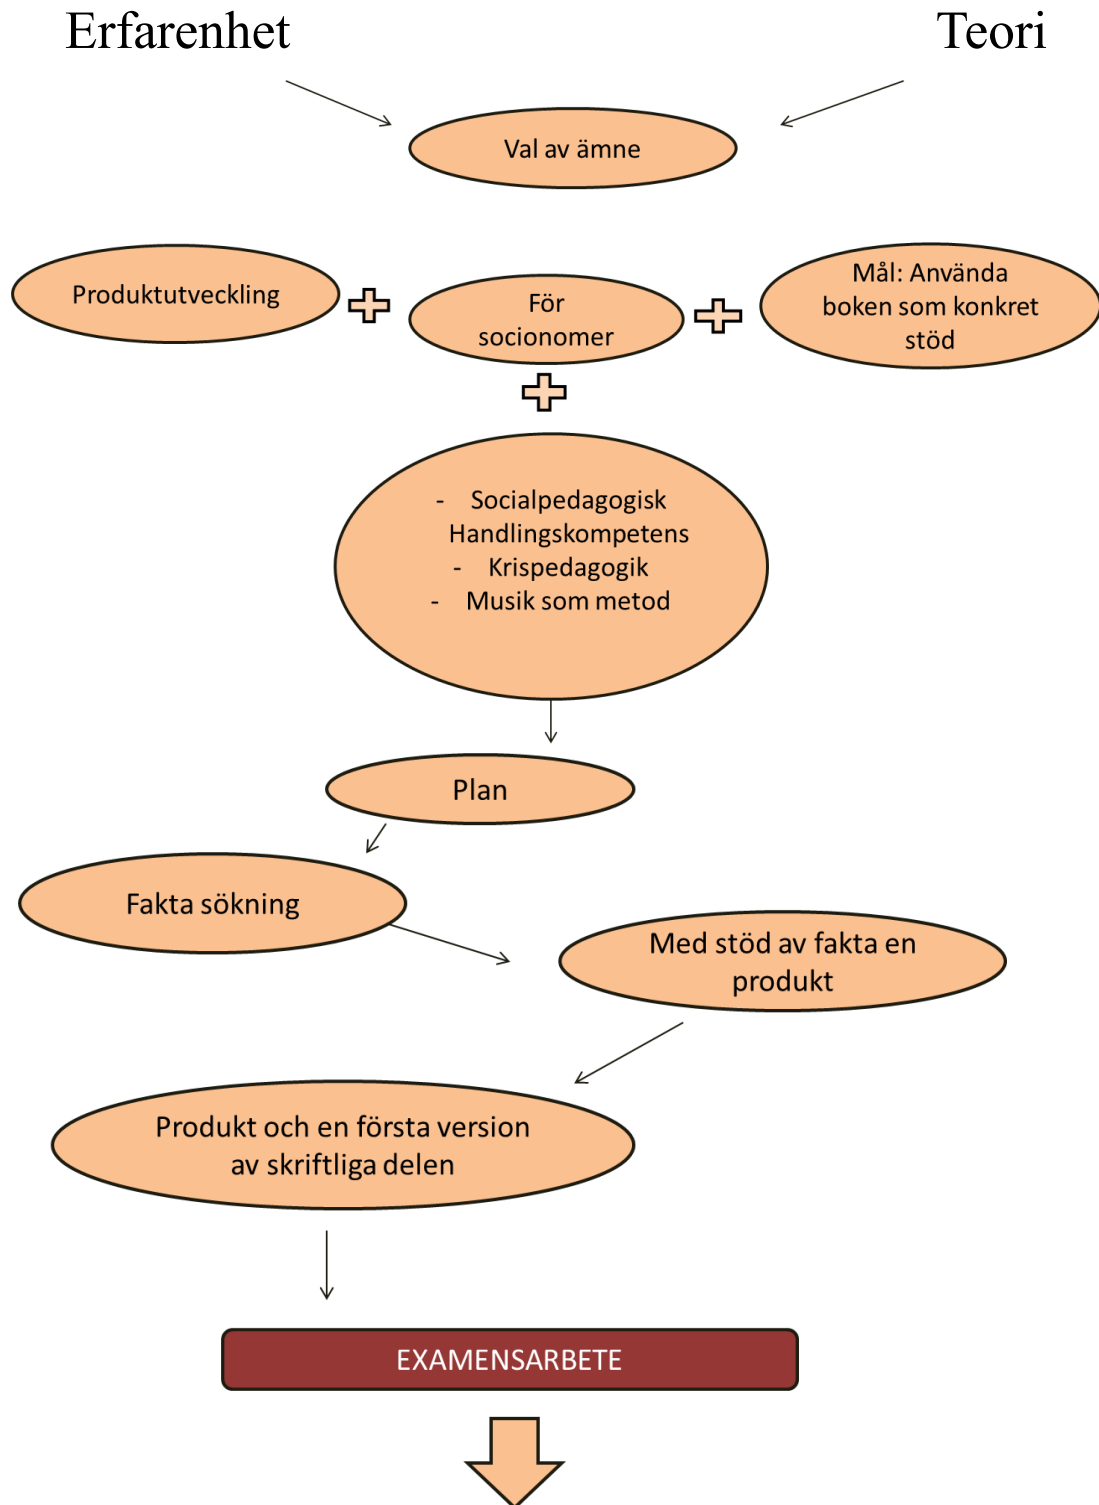 Erfarenhet
Teori
Val av ämne
Produktutveckling
För
socionomer
Mål: Använda
boken som konkret
stöd
- Socialpedagogisk
Handlingskompetens
- Krispedagogik
- Musik som metod
Plan
Fakta sökning
Med stöd av fakta en
produkt
Produkt och en första version
av skriftliga delen
EXAMENSARBETE